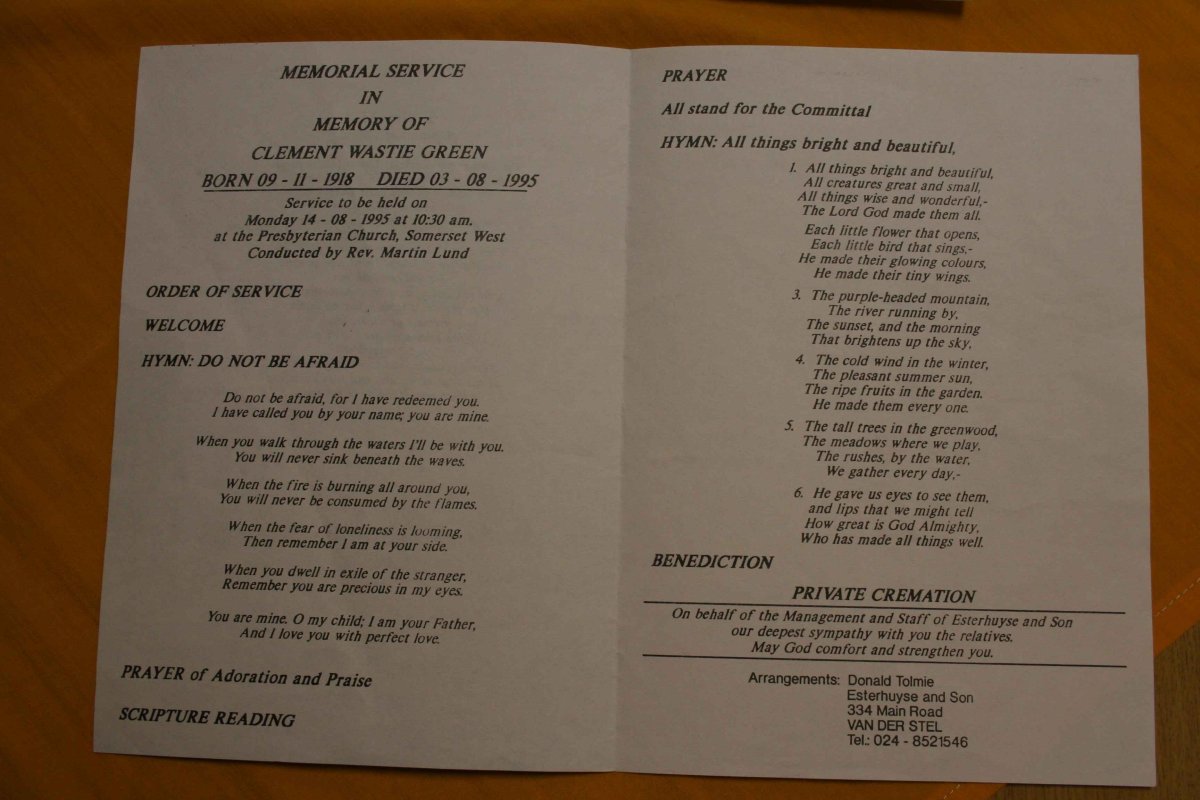 MEMORIAL SERVICE
IN
MEMORY OF
CLEMENT WASTIE GREEN
BORN 09 - 11 - 1918 DIED 03 - 08 - 1995
Service to be held on
Monday 14 - 08 - 1995 at 10:30 am.
at the Presbyterian Church, Somerset West
Conducted by Rev. Martin Lund
ORDER OF SERVICE
WELCOME
HYMN: DO NOT BE AFRAID
Do not be afraid, for I have redeemed you.
I have called you by your name; you are mine.
When you walk through the waters I'll be with you.
You will never sink beneath the waves.
When the fire is burning all around you,
You will never be consumed by the flames.
When the fear of loneliness is looming,
Then remember I am at your side.
When you dwell in exile of the stranger,
Remember you are precious in my eyes.
You are mine, O my child; I am your Father,
And I love you with perfect love.
PRAYER of Adoration and Praise
SCRIPTURE READING
PRAYER
All stand for the Committal
HYMN: All things bright and beautiful,
1. All things bright and beautiful,
All creatures great and small,
All things wise and wonderful,-
The Lord God made them all.
Each little flower that opens,
Each little bird that sings,-
He made their glowing colours,
He made their tiny wings.
3. The purple-headed mountain,
The river running by,
The sunset, and the morning
That brightens up the sky,
4. The cold wind in the winter,
The pleasant summer sun,
The ripe fruits in the garden.
He made them every one.
5. The tall trees in the greenwood,
The meadows where we play,
The rushes, by the water,
We gather every day,-
6. He gave us eyes to see them,
and lips that we might tell
How great is God Almighty,
Who has made all things well.
BENEDICTION
PRIVATE CREMATION
On behalf of the Management and Staff of Esterhuyse and Son
our deepest sympathy with you the relatives.
May God comfort and strengthen you.
Arrangements: Donald Tolmie
Esterhuyse and Son
334 Main Road
VAN DER STEL
Tel.: 024 - 8521546